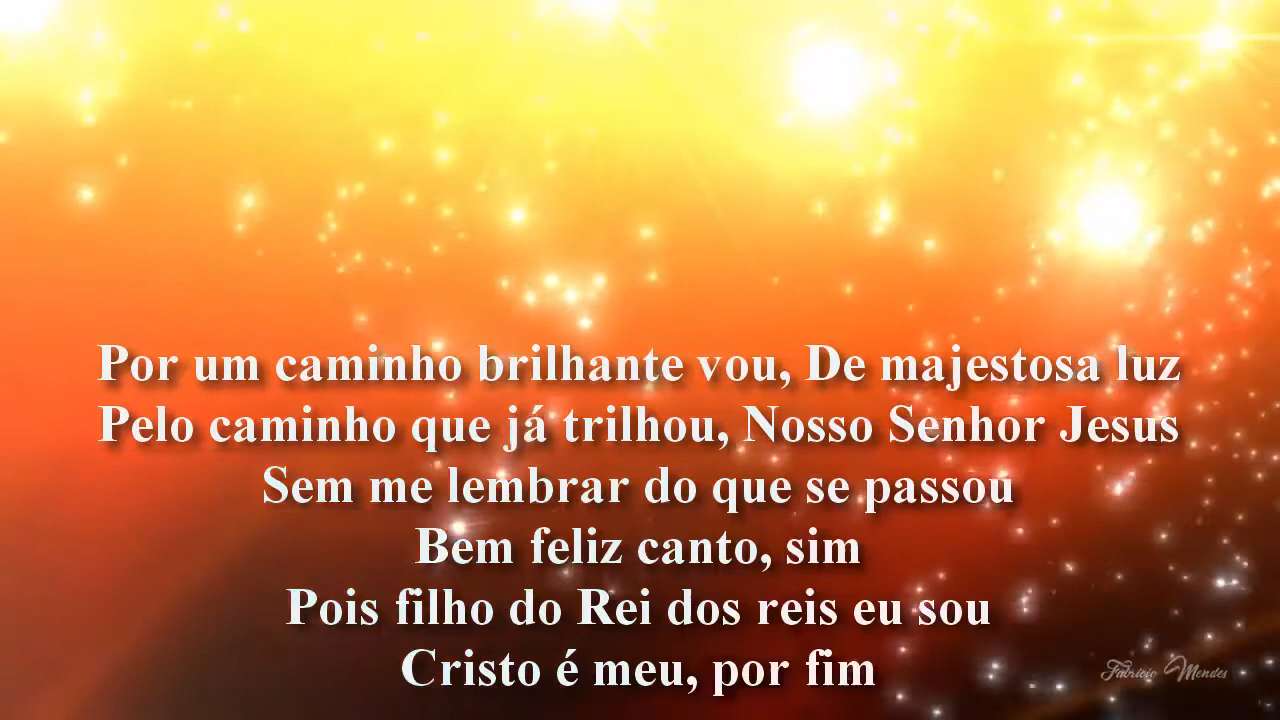 Por um caminho brilhante vou, De majestosa luz
Pelo caminho que já trilhou, Nosso Senhor Jesus
Sem me lembrar do que se passou
Bem feliz canto, sim
Pois filho do Rei dos reis eu sou
Cristo é meu, por fim
Fabricio Mendes